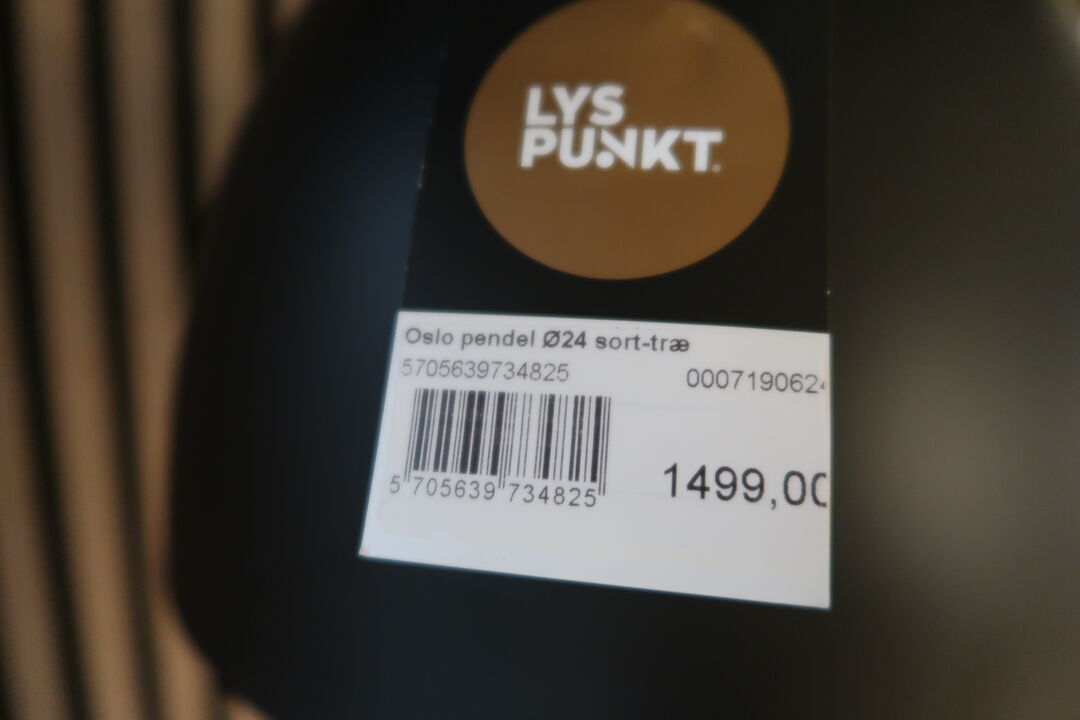 LYS
PUNKT.
Oslo pendel Ø24 sort-træ
5705639734825
000719062
1499,00
5 705639 734825